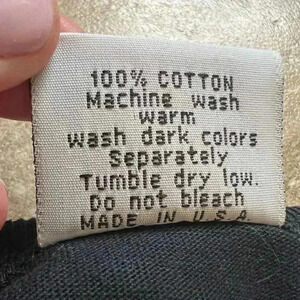 100% COTTON
Machine wash
warm
wash dark colors
Separately
Tumble dry low.
Do not bleach
MADE IN U.S.A.